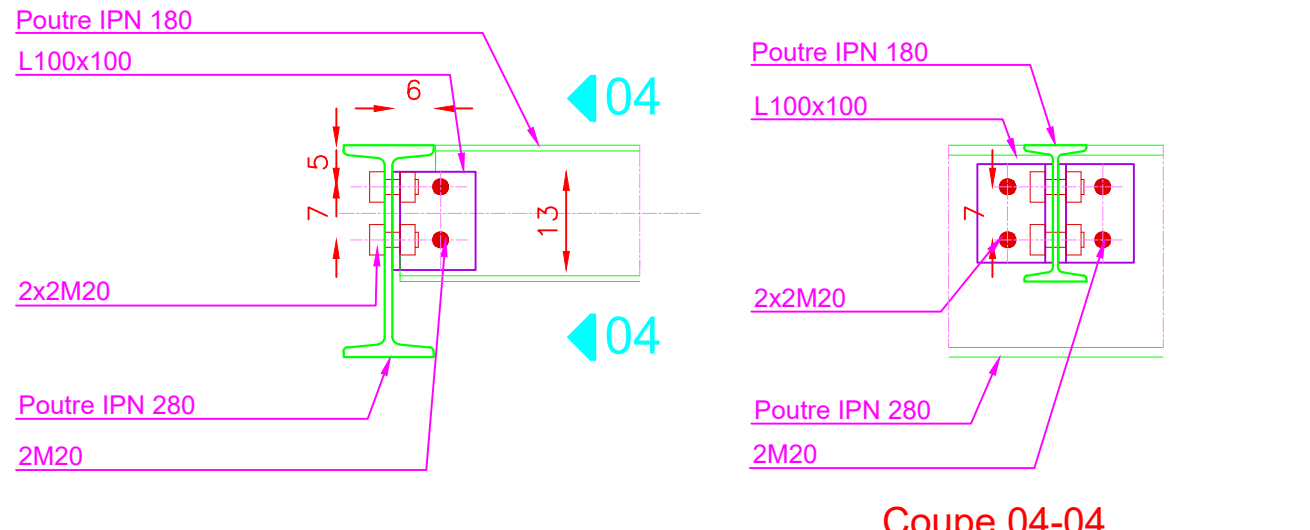 Poutre IPN 180
L100x100
6
04
5
7
13
2x2M20
04
Poutre IPN 280
2M20
Poutre IPN 180
L100x100
7
2x2M20
Poutre IPN 280
2M20
Coupe 04-04